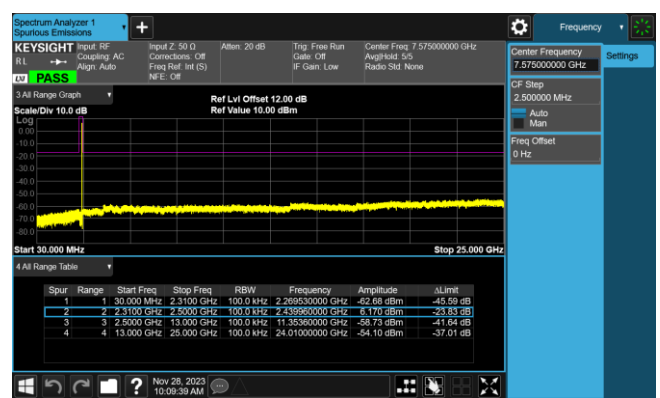 Spectrum Analyzer 1
Spurious Emissions
Frequency
KEYSIGHT Input: RF Input Z: 50 Ω Atten: 20 dB Trig: Free Run Center Freq: 7.575000000 GHz
RL Coupling: AC Corrections: Off Gate: Off Avg|Hold: 5/5
Align: Auto Freq Ref: Int (S) IF Gain: Low Radio Std: None
LXI PASS NFE: Off
Center Frequency
7.575000000 GHz
Settings
CF Step
2.500000 MHz
Auto
Man
Freq Offset
0 Hz
3 All Range Graph
Ref Lvl Offset 12.00 dB
Scale/Div 10.0 dB Ref Value 10.00 dBm
Log
0.00
-10.0
-20.0
-30.0
-40.0
-50.0
-60.0
-70.0
-80.0
Start 30.000 MHz Stop 25.000 GHz
4 All Range Table
Spur Range Start Freq Stop Freq RBW Frequency Amplitude ΔLimit
1 1 30.000 MHz 2.3100 GHz 100.0 kHz 2.269530000 GHz -62.68 dBm -45.59 dB
2 2 2.3100 GHz 2.5000 GHz 100.0 kHz 2.439960000 GHz 6.170 dBm -23.83 dB
3 3 2.5000 GHz 13.000 GHz 100.0 kHz 11.35360000 GHz -58.73 dBm -41.64 dB
4 4 13.000 GHz 25.000 GHz 100.0 kHz 24.01000000 GHz -54.10 dBm -37.01 dB
Nov 28, 2023
10:09:39 AM